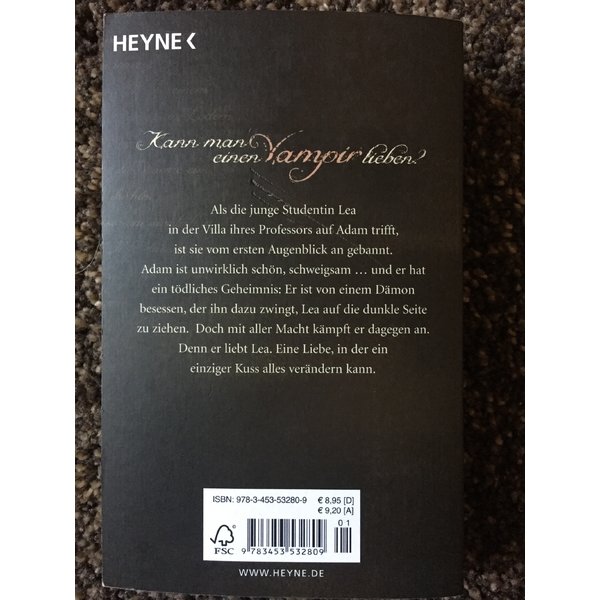 HEYNE<
Kann man
einen Vampir lieben?
Als die junge Studentin Lea
in der Villa ihres Professors auf Adam trifft,
ist sie vom ersten Augenblick an gebannt.
Adam ist unwirklich schön, schweigsam … und er hat
ein tödliches Geheimnis: Er ist von einem Dämon
besessen, der ihn dazu zwingt, Lea auf die dunkle Seite
zu ziehen. Doch mit aller Macht kämpft er dagegen an.
Denn er liebt Lea. Eine Liebe, in der ein
einziger Kuss alles verändern kann.
ISBN: 978-3-453-53280-9 € 8,95 [D]
€ 9,20 [A]
01
FSC
9 783453 532809
WWW.HEYNE.DE